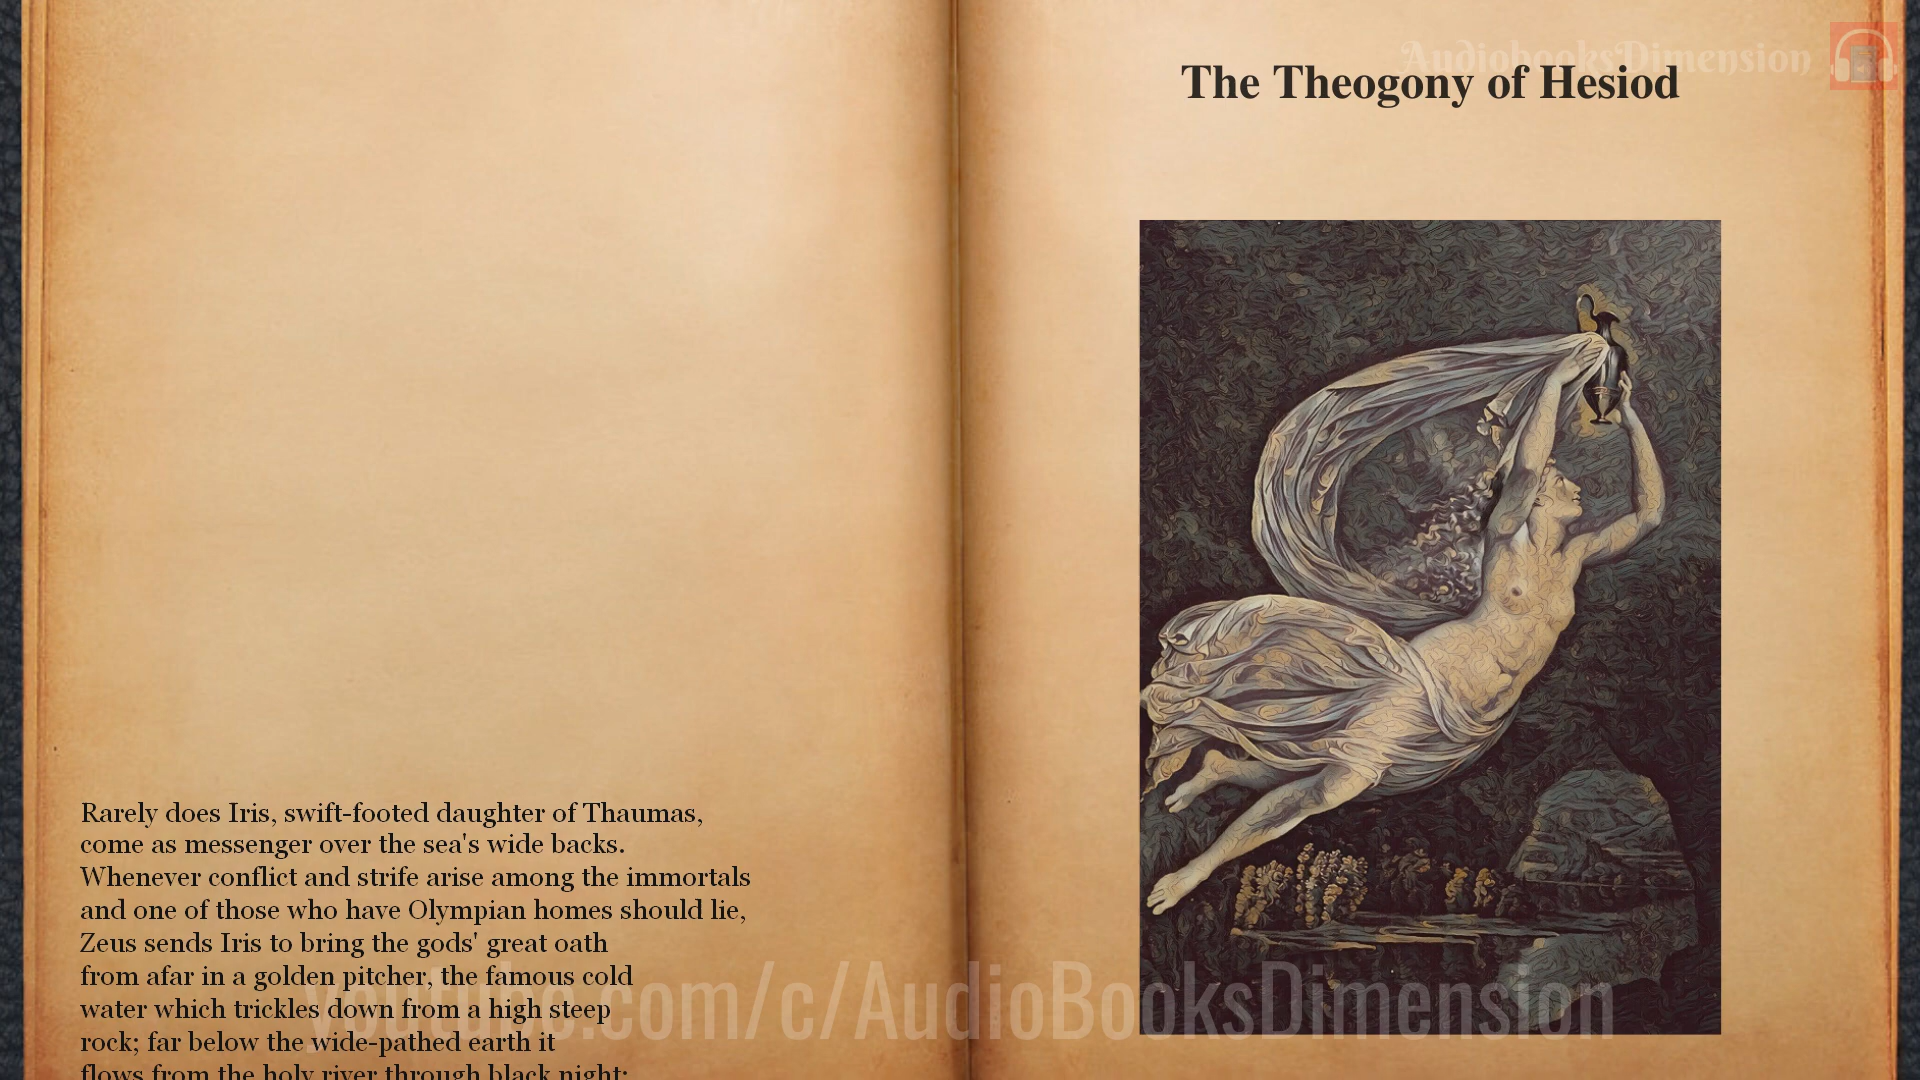 AudiobooksDimension
The Theogony of Hesiod
Rarely does Iris, swift-footed daughter of Thaumas,
come as messenger over the sea's wide backs.
Whenever conflict and strife arise among the immortals
and one of those who have Olympian homes should lie,
Zeus sends Iris to bring the gods' great oath
from afar in a golden pitcher, the famous cold
water which trickles down from a high steep
rock; far below the wide-pathed earth it
flows from the holy river through black night;
youtube.com/c/AudioBooksDimension